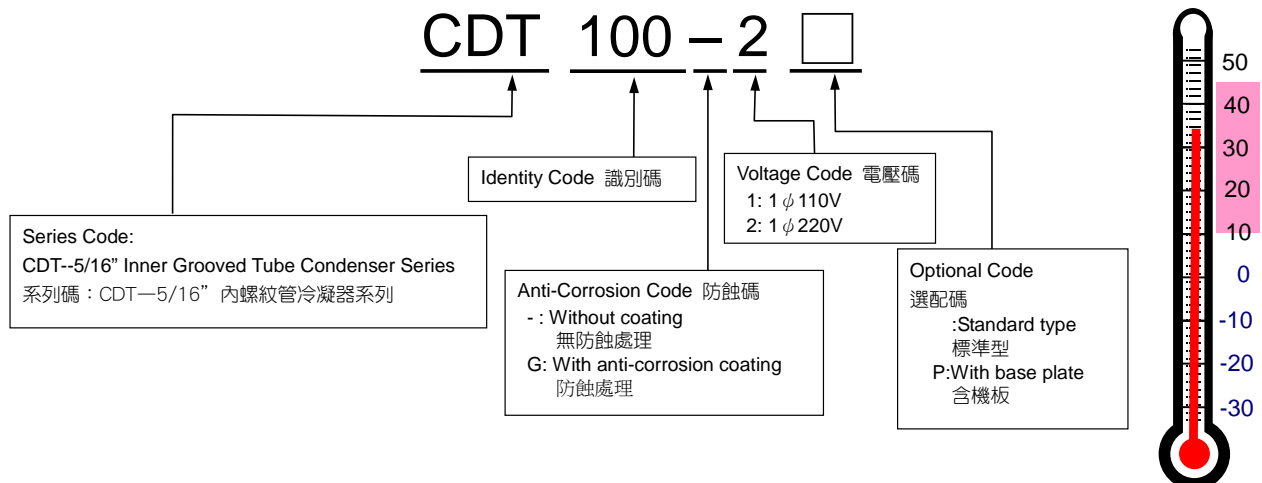 CDT 100 – 2 □
Identity Code 識別碼
Voltage Code 電壓碼
1: 1φ110V
2: 1φ220V
Series Code:
CDT--5/16” Inner Grooved Tube Condenser Series
系列碼：CDT—5/16” 內螺紋管冷凝器系列
Anti-Corrosion Code 防蝕碼
- : Without coating
無防蝕處理
G: With anti-corrosion coating
防蝕處理
Optional Code
選配碼
:Standard type
標準型
P:With base plate
含機板
50
40
30
20
10
0
-10
-20
-30